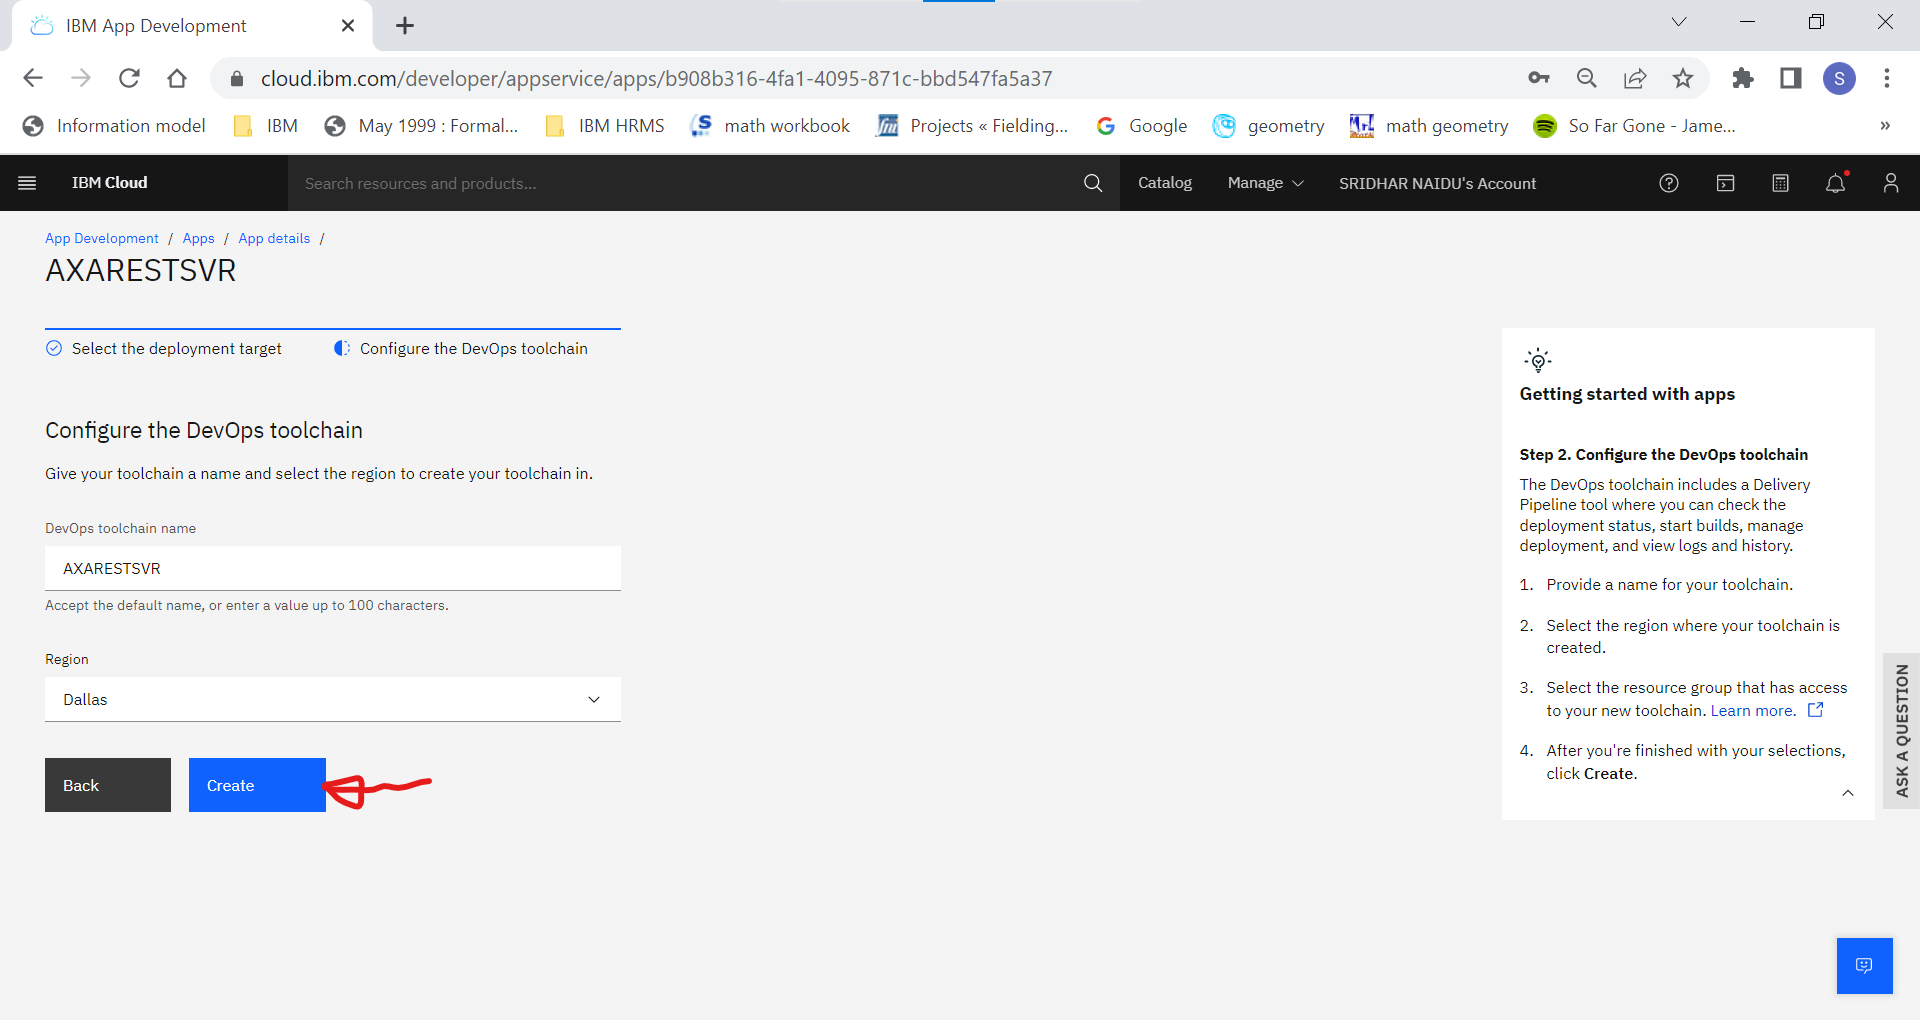 IBM App Development
cloud.ibm.com/developer/appservice/apps/b908b316-4fa1-4095-871c-bbd547fa5a37
S
Information model
IBM
May 1999 : Formal...
IBM HRMS
math workbook
Projects « Fielding...
Google
geometry
math geometry
So Far Gone - Jame...
»
IBM Cloud
Search resources and products...
Catalog
Manage
SRIDHAR NAIDU's Account
App Development / Apps / App details /
AXARESTSVR
Select the deployment target
Configure the DevOps toolchain
Configure the DevOps toolchain
Give your toolchain a name and select the region to create your toolchain in.
DevOps toolchain name
AXARESTSVR
Accept the default name, or enter a value up to 100 characters.
Region
Dallas
Back
Create
Getting started with apps
Step 2. Configure the DevOps toolchain
The DevOps toolchain includes a Delivery
Pipeline tool where you can check the
deployment status, start builds, manage
deployment, and view logs and history.
1. Provide a name for your toolchain.
2. Select the region where your toolchain is
created.
3. Select the resource group that has access
to your new toolchain. Learn more.
4. After you're finished with your selections,
click Create.
ASK A QUESTION